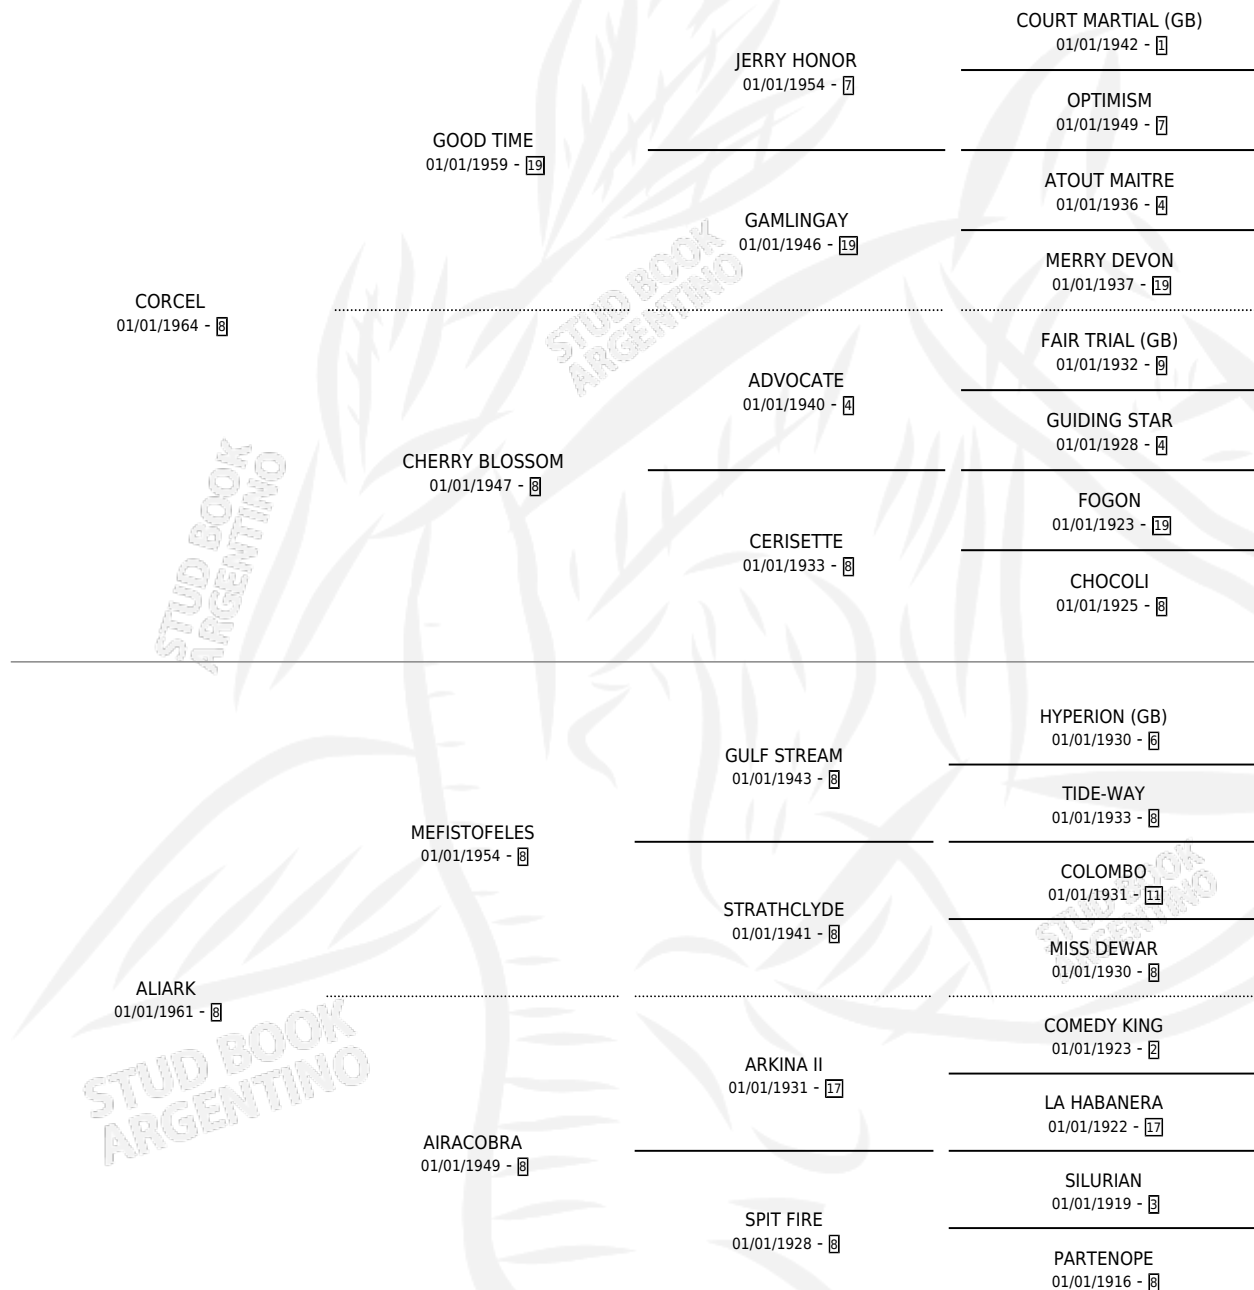 COURT MARTIAL (GB)
01/01/1942 - 1
JERRY HONOR
01/01/1954 - 7
OPTIMISM
01/01/1949 - 7
GOOD TIME
01/01/1959 - 19
ATOUT MAITRE
01/01/1936 - 4
GAMLINGAY
01/01/1946 - 19
MERRY DEVON
01/01/1937 - 19
CORCEL
01/01/1964 - 8
STUD BOOK
ARGENTINO
FAIR TRIAL (GB)
01/01/1932 - 9
ADVOCATE
01/01/1940 - 4
GUIDING STAR
01/01/1928 - 4
CHERRY BLOSSOM
01/01/1947 - 8
FOGON
01/01/1923 - 19
CERISETTE
01/01/1933 - 8
CHOCOLI
01/01/1925 - 8
STUD BOOK
ARGENTINO
HYPERION (GB)
01/01/1930 - 6
GULF STREAM
01/01/1943 - 8
TIDE-WAY
01/01/1933 - 8
MEFISTOFELES
01/01/1954 - 8
COLOMBO
01/01/1931 - 11
STRATHCLYDE
01/01/1941 - 8
STUD BOOK
ARGENTINO
MISS DEWAR
01/01/1930 - 8
ALIARK
01/01/1961 - 8
COMEDY KING
01/01/1923 - 2
STUD BOOK
ARGENTINO
ARKINA II
01/01/1931 - 17
LA HABANERA
01/01/1922 - 17
AIRACOBRA
01/01/1949 - 8
SILURIAN
01/01/1919 - 3
SPIT FIRE
01/01/1928 - 8
PARTENOPE
01/01/1916 - 8